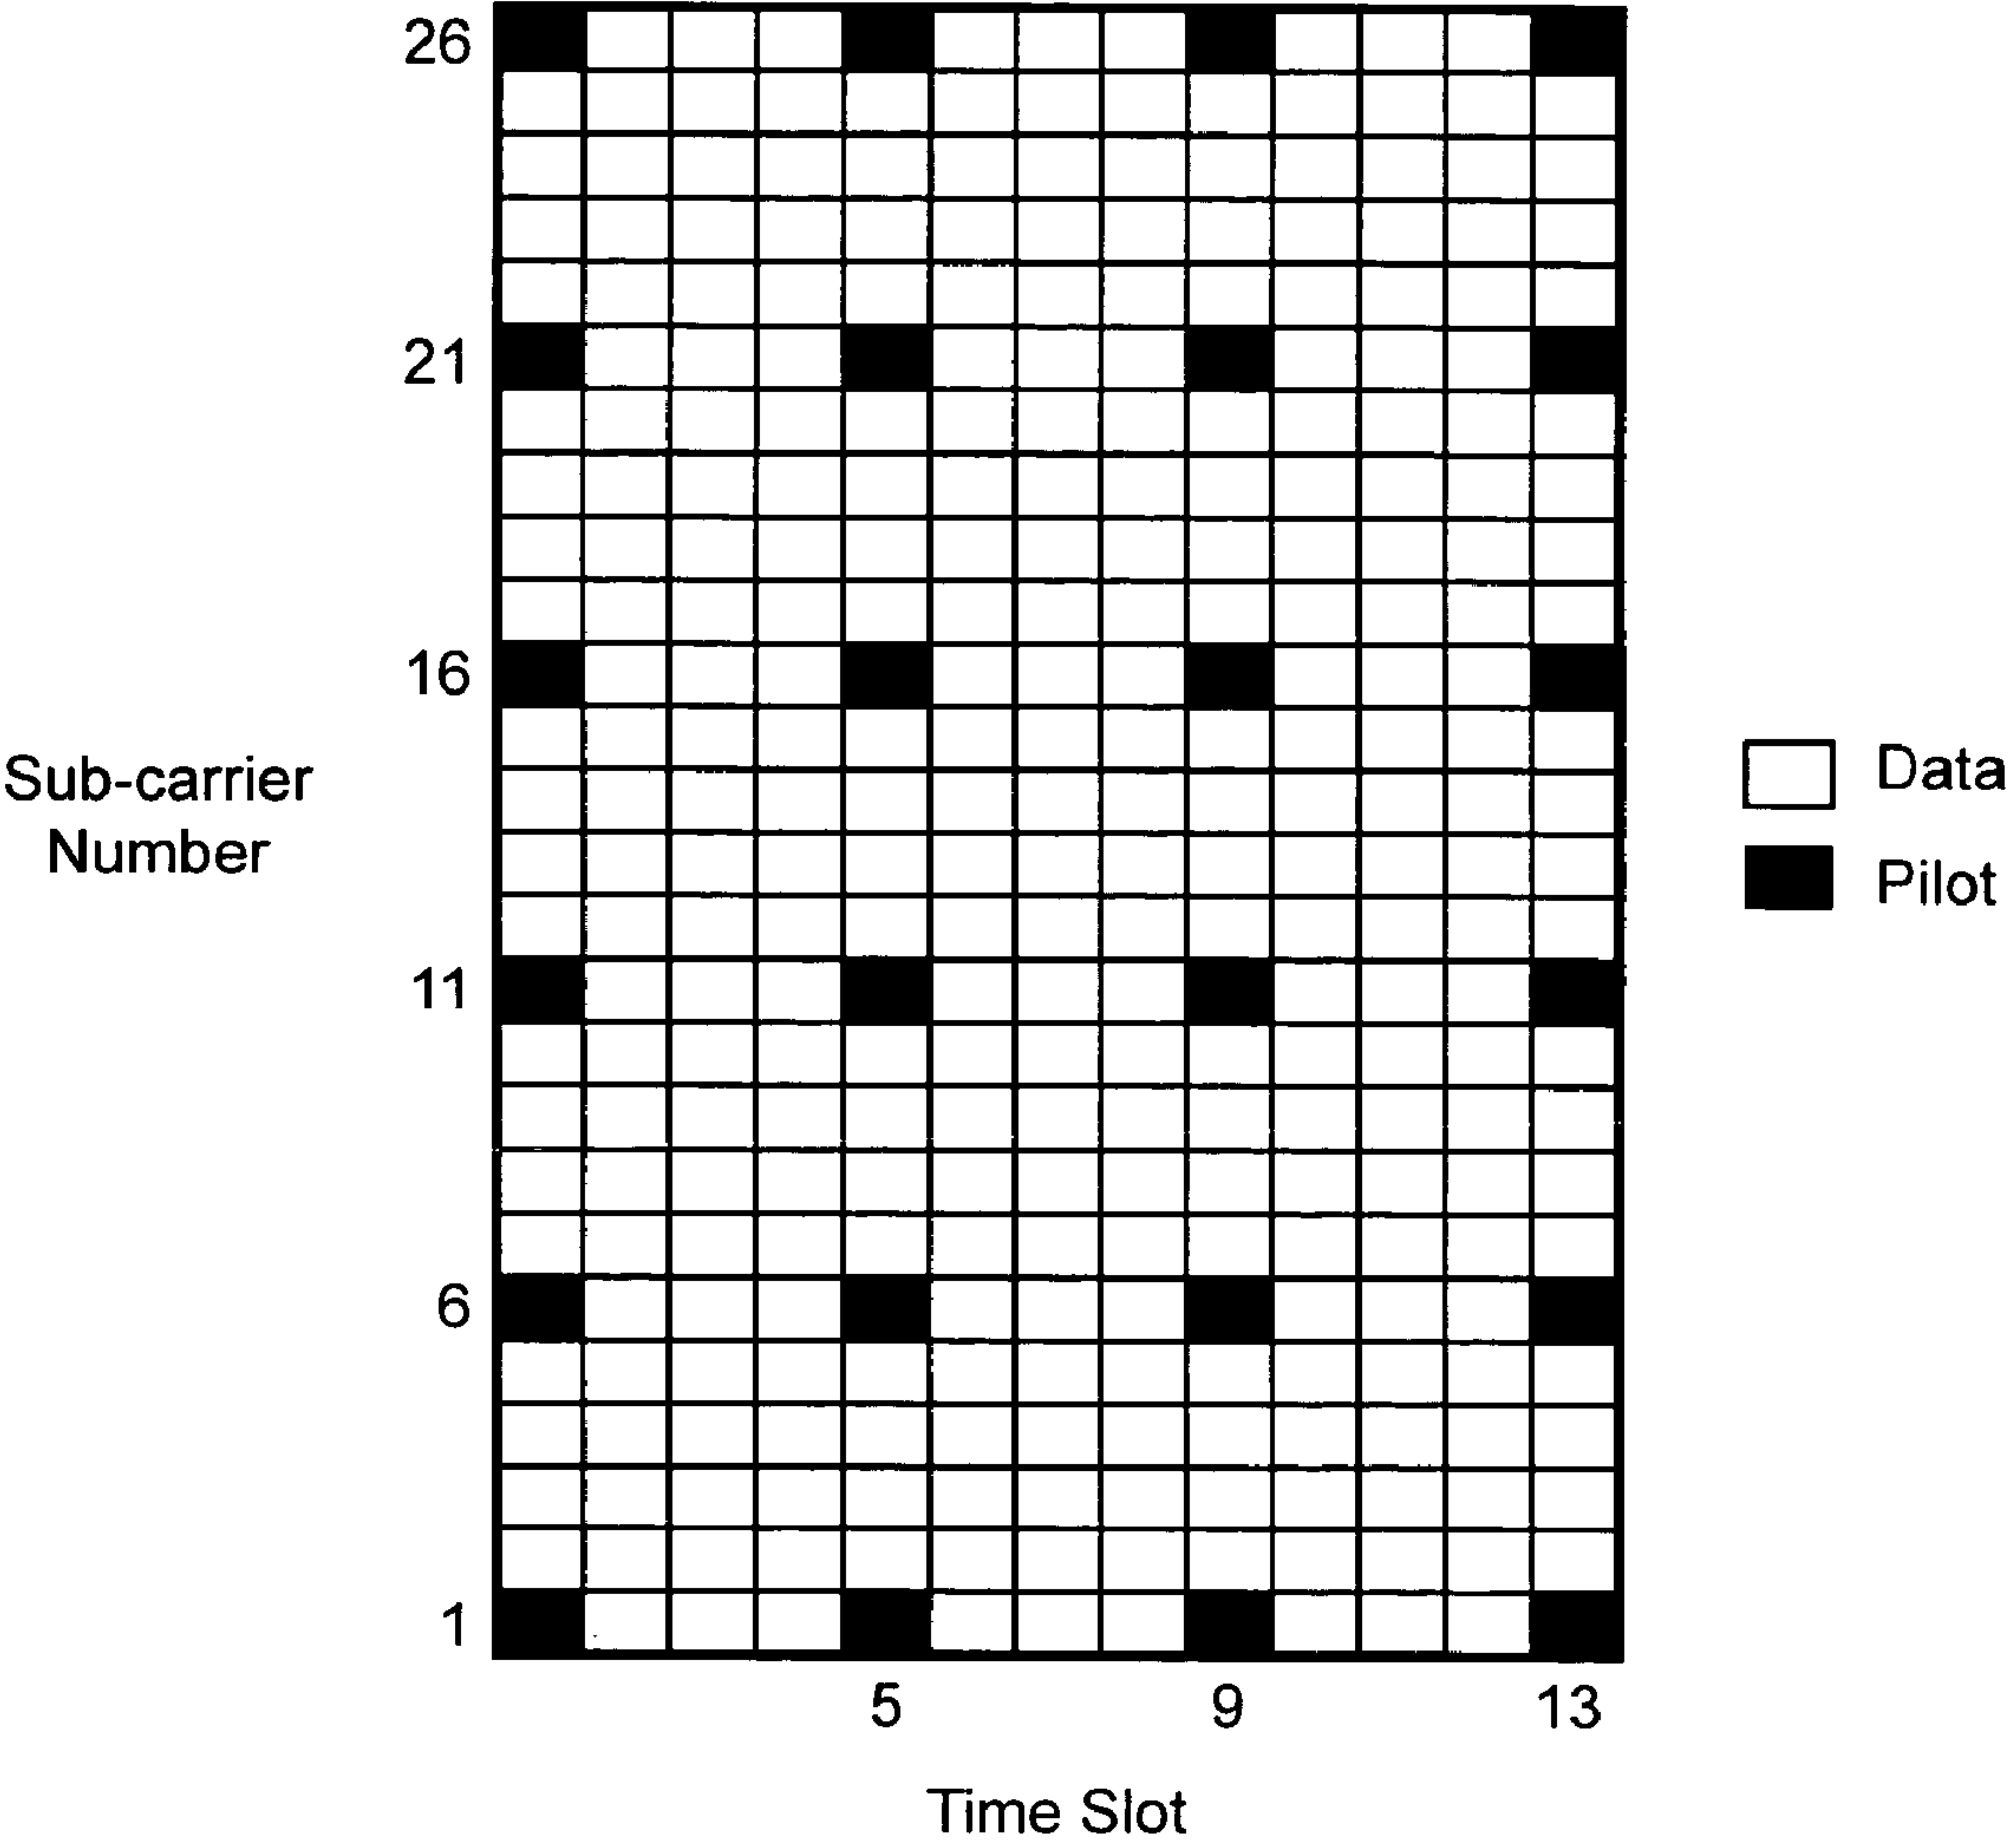 26
21
16
11
6
1
Sub-carrier
Number
5 9 13
Time Slot
Data
Pilot